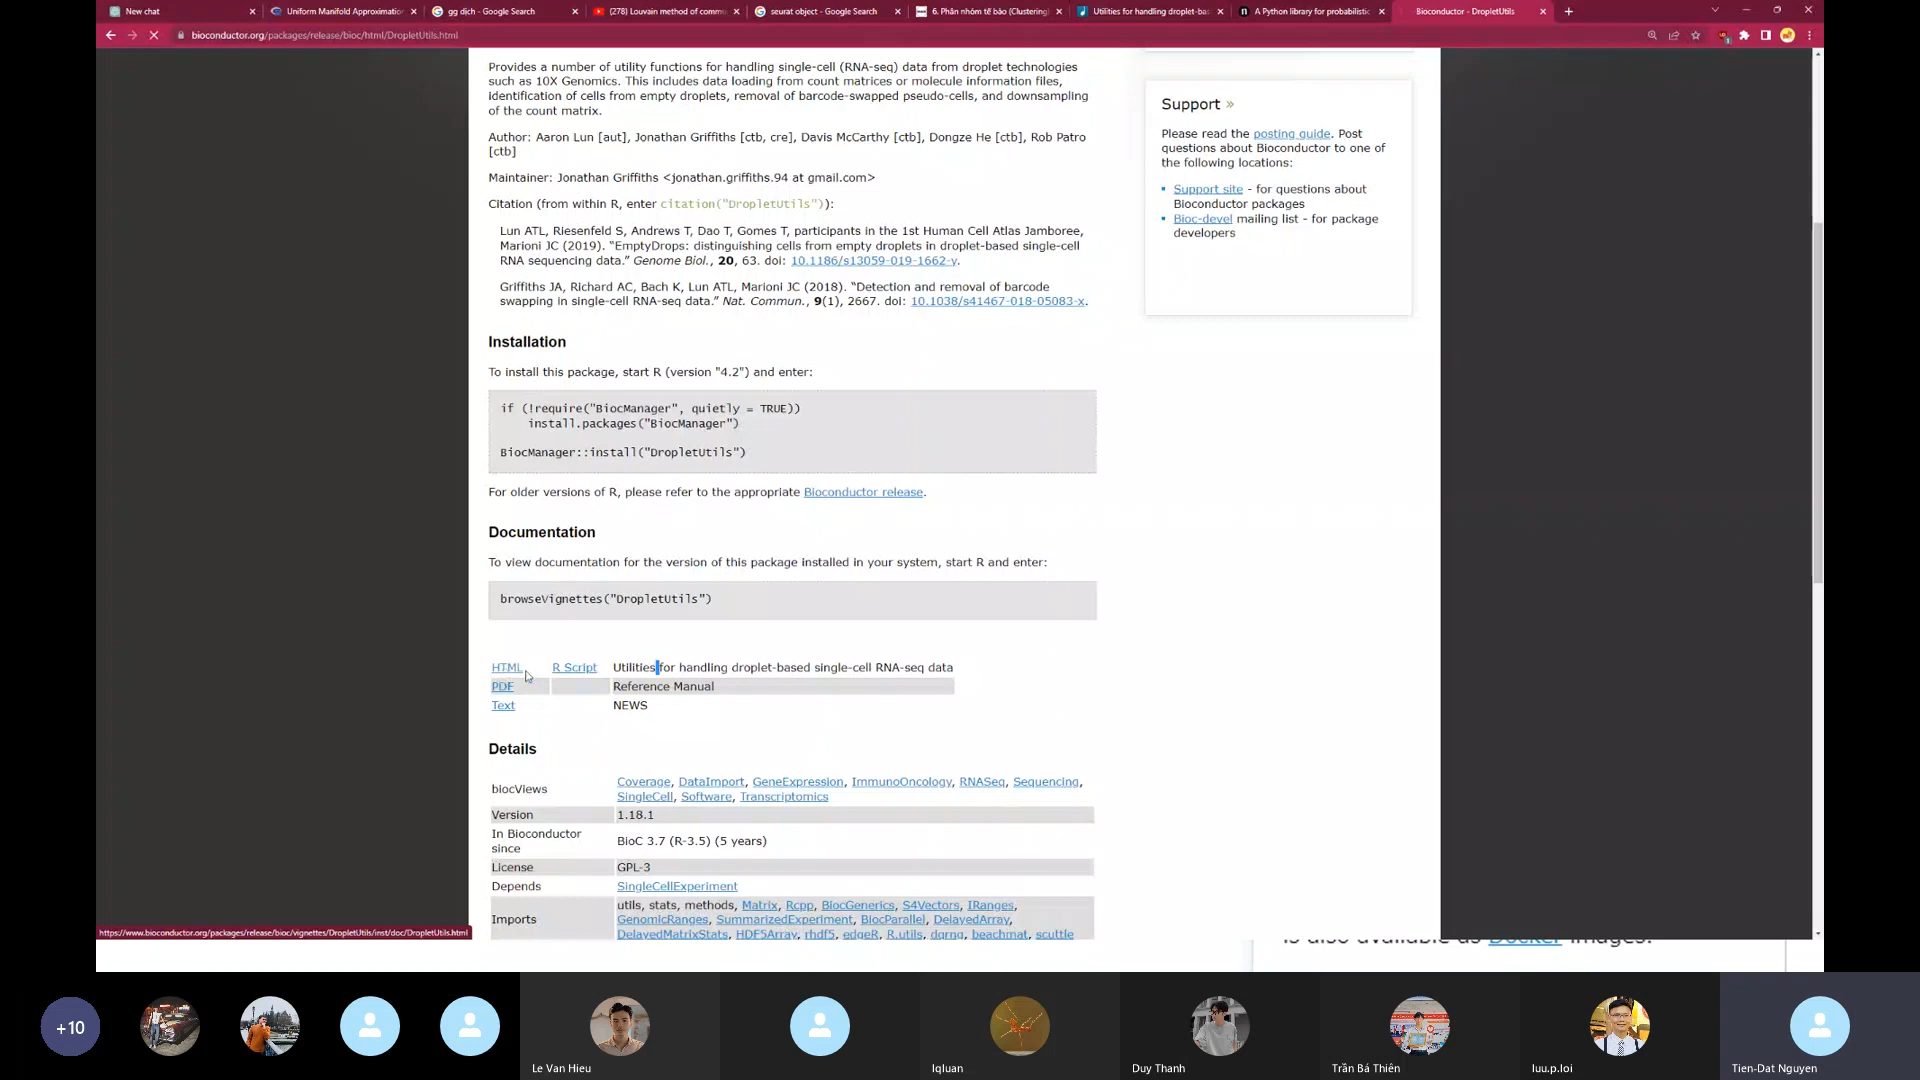 New chat
Uniform Manifold Approximation
gg dịch - Google Search
(278) Louvain method of comm
seurat object - Google Search
6. Phân nhóm tế bào (Clustering
Utilities for handling droplet-ba
A Python library for probabilistic
Bioconductor - DropletUtils
bioconductor.org/packages/release/bioc/html/DropletUtils.html
Provides a number of utility functions for handling single-cell (RNA-seq) data from droplet technologies
such as 10X Genomics. This includes data loading from count matrices or molecule information files,
identification of cells from empty droplets, removal of barcode-swapped pseudo-cells, and downsampling
of the count matrix.
Author: Aaron Lun [aut], Jonathan Griffiths [ctb, cre], Davis McCarthy [ctb], Dongze He [ctb], Rob Patro
[ctb]
Maintainer: Jonathan Griffiths <jonathan.griffiths.94 at gmail.com>
Citation (from within R, enter citation("DropletUtils")):
Lun ATL, Riesenfeld S, Andrews T, Dao T, Gomes T, participants in the 1st Human Cell Atlas Jamboree,
Marioni JC (2019). “EmptyDrops: distinguishing cells from empty droplets in droplet-based single-cell
RNA sequencing data.” Genome Biol., 20, 63. doi: 10.1186/s13059-019-1662-y.
Griffiths JA, Richard AC, Bach K, Lun ATL, Marioni JC (2018). “Detection and removal of barcode
swapping in single-cell RNA-seq data.” Nat. Commun., 9(1), 2667. doi: 10.1038/s41467-018-05083-x.
Installation
To install this package, start R (version "4.2") and enter:
if (!require("BiocManager", quietly = TRUE))
install.packages("BiocManager")
BiocManager::install("DropletUtils")
For older versions of R, please refer to the appropriate Bioconductor release.
Documentation
To view documentation for the version of this package installed in your system, start R and enter:
browseVignettes("DropletUtils")
HTML R Script Utilities for handling droplet-based single-cell RNA-seq data
PDF Reference Manual
Text NEWS
Details
biocViews Coverage, DataImport, GeneExpression, ImmunoOncology, RNASeq, Sequencing,
SingleCell, Software, Transcriptomics
Version 1.18.1
In Bioconductor
since BioC 3.7 (R-3.5) (5 years)
License GPL-3
Depends SingleCellExperiment
Imports utils, stats, methods, Matrix, Rcpp, BiocGenerics, S4Vectors, IRanges,
GenomicRanges, SummarizedExperiment, BiocParallel, DelayedArray,
DelayedMatrixStats, HDF5Array, rhdf5, edgeR, R.utils, dqrng, beachmat, scuttle
Support »
Please read the posting guide. Post
questions about Bioconductor to one of
the following locations:
Support site - for questions about
Bioconductor packages
Bioc-devel mailing list - for package
developers
https://www.bioconductor.org/packages/release/bioc/vignettes/DropletUtils/inst/doc/DropletUtils.html
is also available as Docker images.
+10
Le Van Hieu
lqluan
Duy Thanh
Trần Bá Thiên
luu.p.loi
Tien-Dat Nguyen